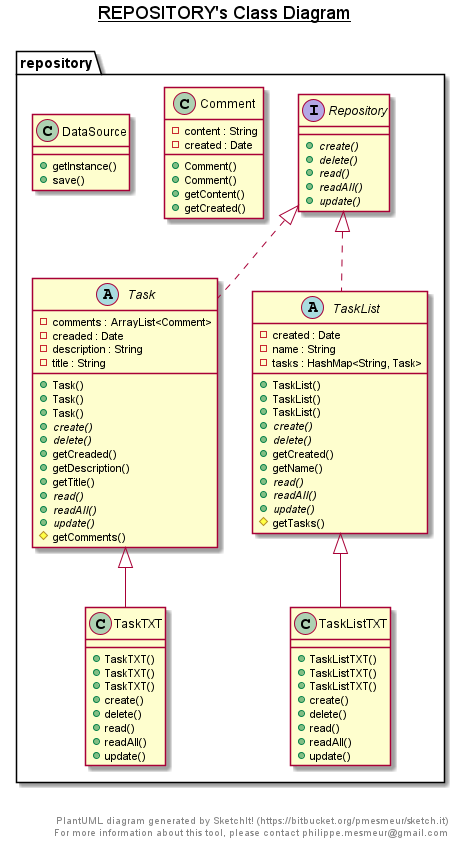 REPOSITORY's Class Diagram
repository
C DataSource
getInstance()
save()
C Comment
content : String
created : Date
Comment()
Comment()
getContent()
getCreated()
I Repository
create()
delete()
read()
readAll()
update()
A Task
comments : ArrayList<Comment>
creaded : Date
description : String
title : String
Task()
Task()
Task()
create()
delete()
getCreaded()
getDescription()
getTitle()
read()
readAll()
update()
getComments()
A TaskList
created : Date
name : String
tasks : HashMap<String, Task>
TaskList()
TaskList()
TaskList()
create()
delete()
getCreated()
getName()
read()
readAll()
update()
getTasks()
C TaskTXT
TaskTXT()
TaskTXT()
TaskTXT()
create()
delete()
read()
readAll()
update()
C TaskListTXT
TaskListTXT()
TaskListTXT()
TaskListTXT()
create()
delete()
read()
readAll()
update()
PlantUML diagram generated by SketchIt! (https://bitbucket.org/pmesmeur/sketch.it)
For more information about this tool, please contact philippe.mesmeur@gmail.com